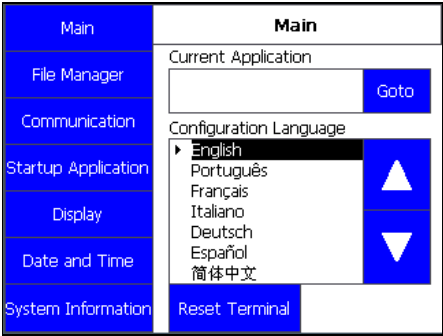 Main
File Manager
Communication
Startup Application
Display
Date and Time
System Information
Main
Current Application
Goto
Configuration Language
English
Português
Français
Italiano
Deutsch
Español
简体中文
Reset Terminal